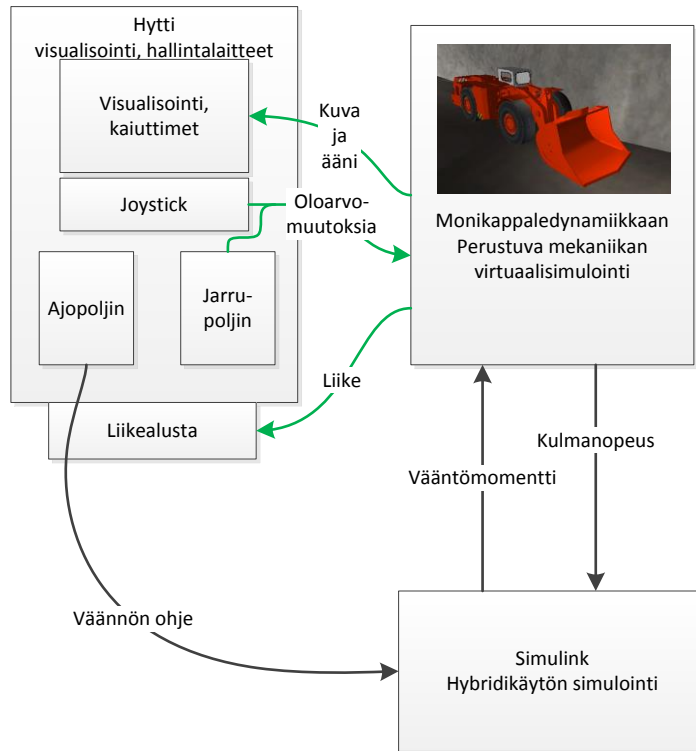 Hytti
visualisointi, hallintalaitteet
Visualisointi,
kaiuttimet
Joystick
Ajopoljin
Jarru-
poljin
Liikealusta
Kuva
ja
ääni
Oloarvo-
muutoksia
Liike
Monikappaledynamiikkaan
Perustuva mekaniikan
virtuaalisimulointi
Vääntömomentti
Kulmanopeus
Väännön ohje
Simulink
Hybridikäytön simulointi